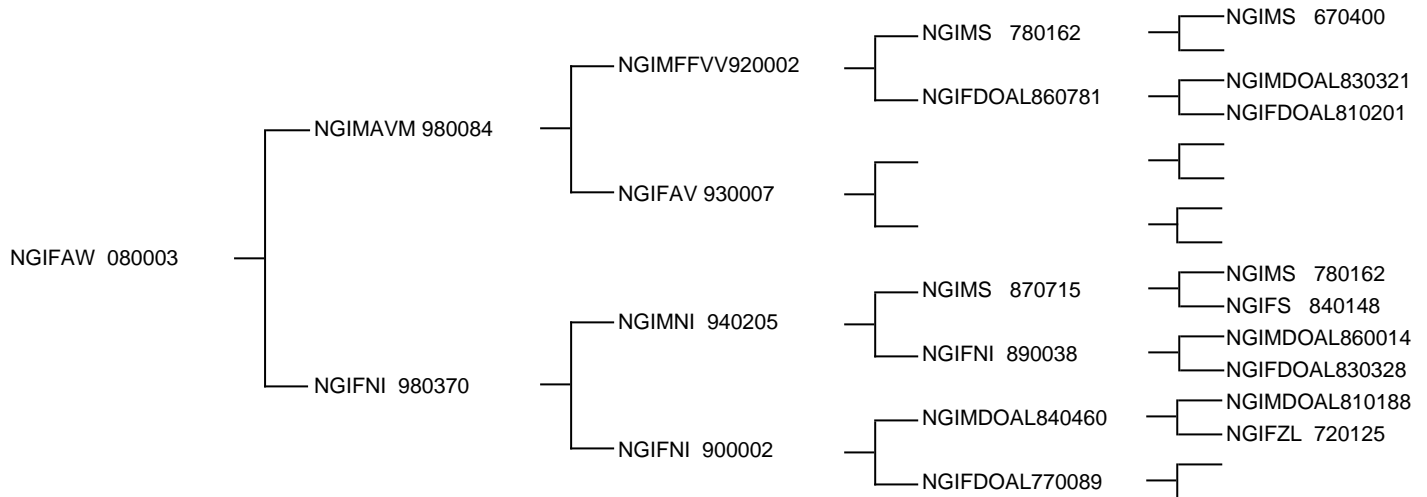 NGIMS 670400
NGIMS 780162
NGIMFFVV920002
NGIMDOAL830321
NGIFDOAL860781
NGIFDOAL810201
NGIMAVM 980084
NGIFAV 930007
NGIFAW 080003
NGIMS 780162
NGIMS 870715
NGIFS 840148
NGIMNI 940205
NGIMDOAL860014
NGIFNI 890038
NGIFDOAL830328
NGIFNI 980370
NGIMDOAL810188
NGIMDOAL840460
NGIFZL 720125
NGIFNI 900002
NGIFDOAL770089